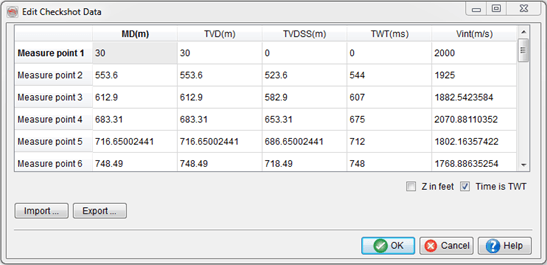 Edit Checkshot Data
MD(m) TVD(m) TVDSS(m) TWT(ms) Vint(m/s)
Measure point 1 30 30 0 0 2000
Measure point 2 553.6 553.6 523.6 544 1925
Measure point 3 612.9 612.9 582.9 607 1882.5423584
Measure point 4 683.31 683.31 653.31 675 2070.88110352
Measure point 5 716.65002441 716.65002441 686.65002441 712 1802.16357422
Measure point 6 748.49 748.49 718.49 748 1768.88635254
Z in feet Time is TWT
Import ... Export ...
OK Cancel Help